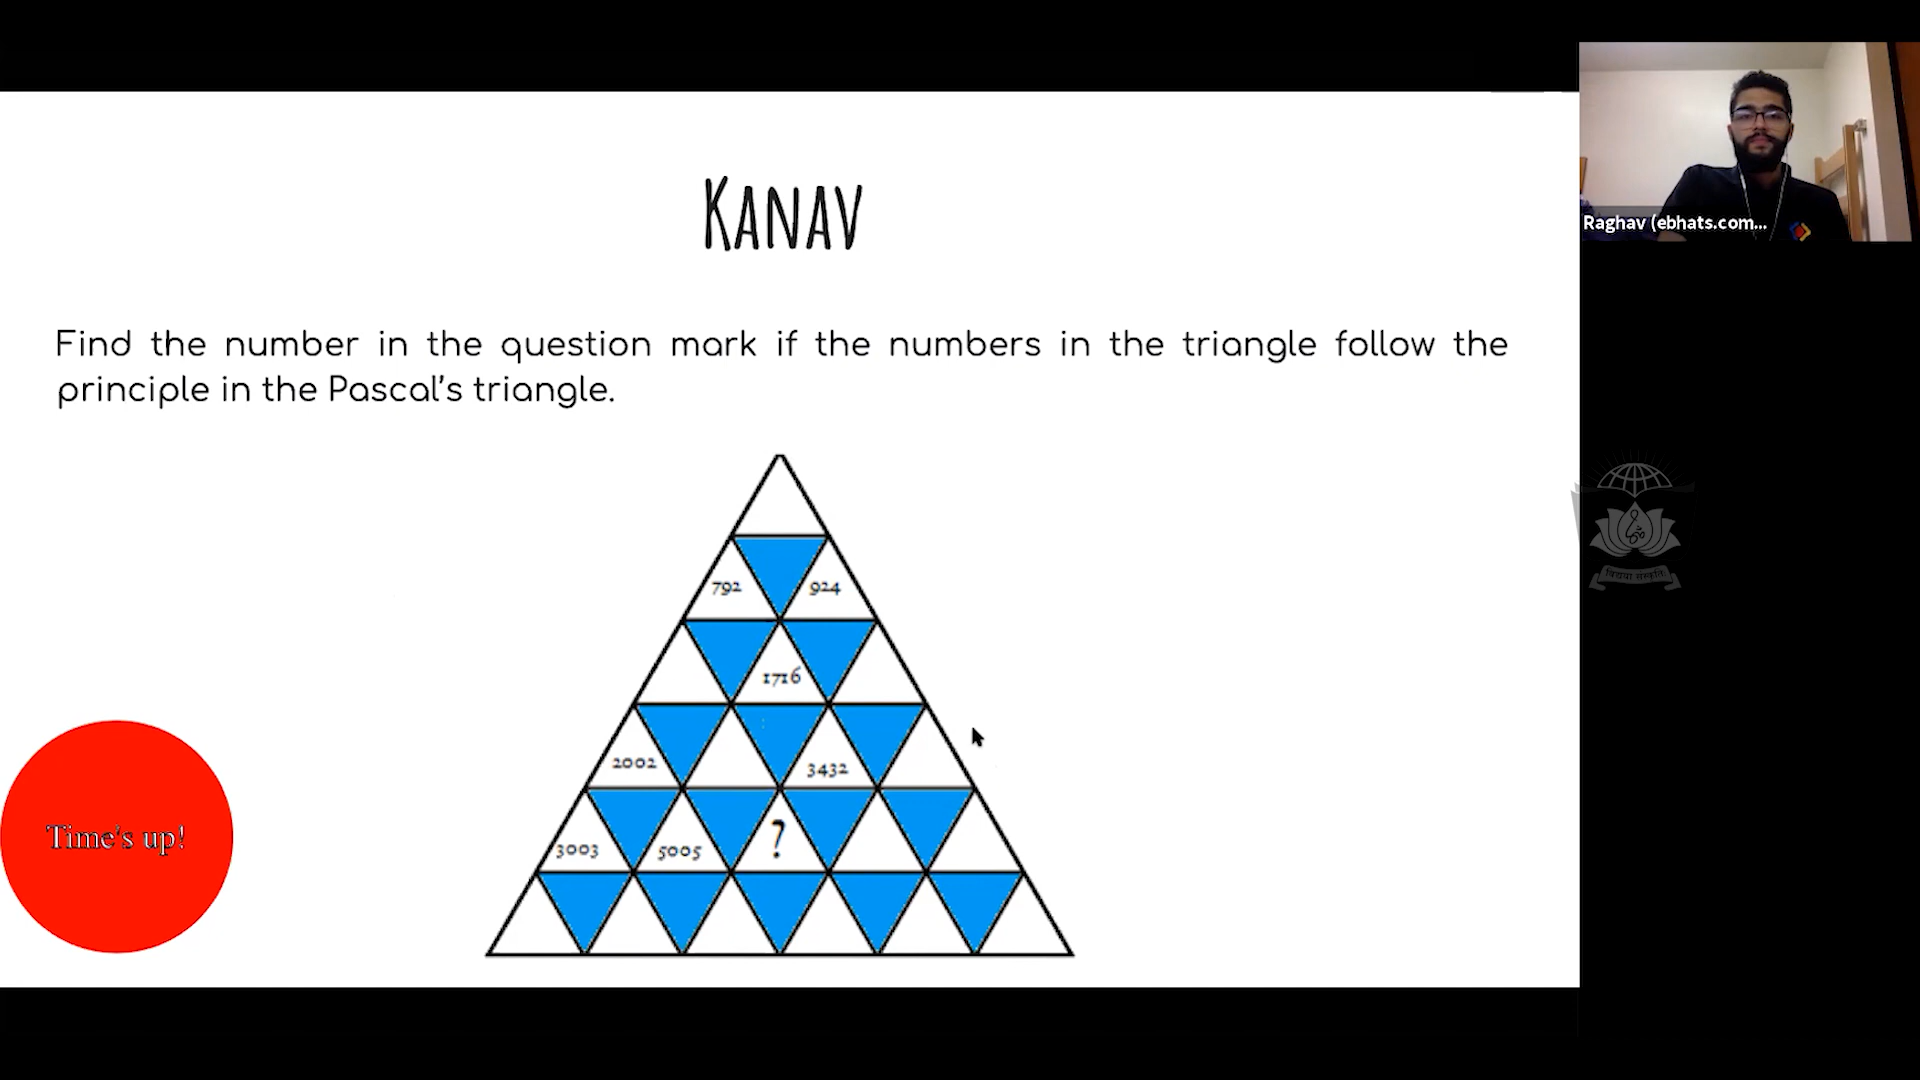 Raghav (ebhats.com...
KANAV
Find the number in the question mark if the numbers in the triangle follow the
principle in the Pascal's triangle.
792 924
1716
2002 3432
3003 5005 ?
Time's up!
विद्यया संस्कृतिः